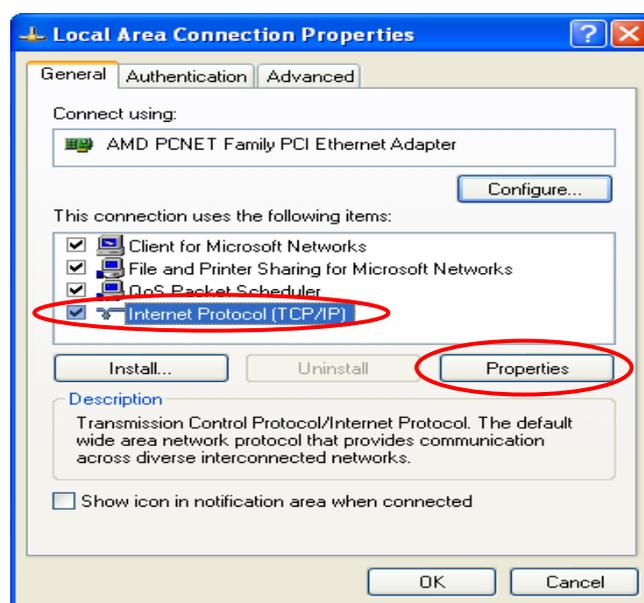 Local Area Connection Properties
General Authentication Advanced
Connect using:
AMD PCNET Family PCI Ethernet Adapter
Configure...
This connection uses the following items:
Client for Microsoft Networks
File and Printer Sharing for Microsoft Networks
QoS Packet Scheduler
Internet Protocol (TCP/IP)
Install... Uninstall Properties
Description
Transmission Control Protocol/Internet Protocol. The default
wide area network protocol that provides communication
across diverse interconnected networks.
Show icon in notification area when connected
OK Cancel